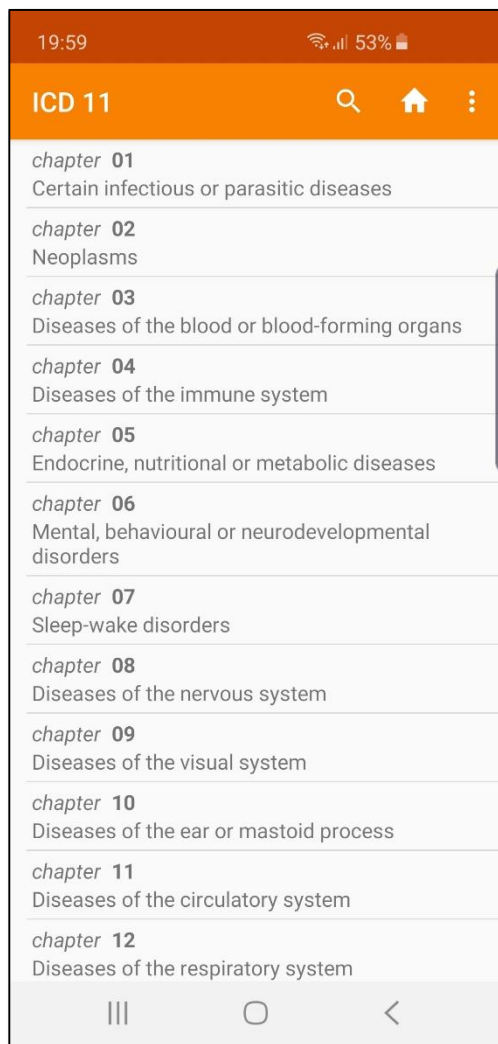 19:59 53%
ICD 11
chapter 01
Certain infectious or parasitic diseases
chapter 02
Neoplasms
chapter 03
Diseases of the blood or blood-forming organs
chapter 04
Diseases of the immune system
chapter 05
Endocrine, nutritional or metabolic diseases
chapter 06
Mental, behavioural or neurodevelopmental
disorders
chapter 07
Sleep-wake disorders
chapter 08
Diseases of the nervous system
chapter 09
Diseases of the visual system
chapter 10
Diseases of the ear or mastoid process
chapter 11
Diseases of the circulatory system
chapter 12
Diseases of the respiratory system